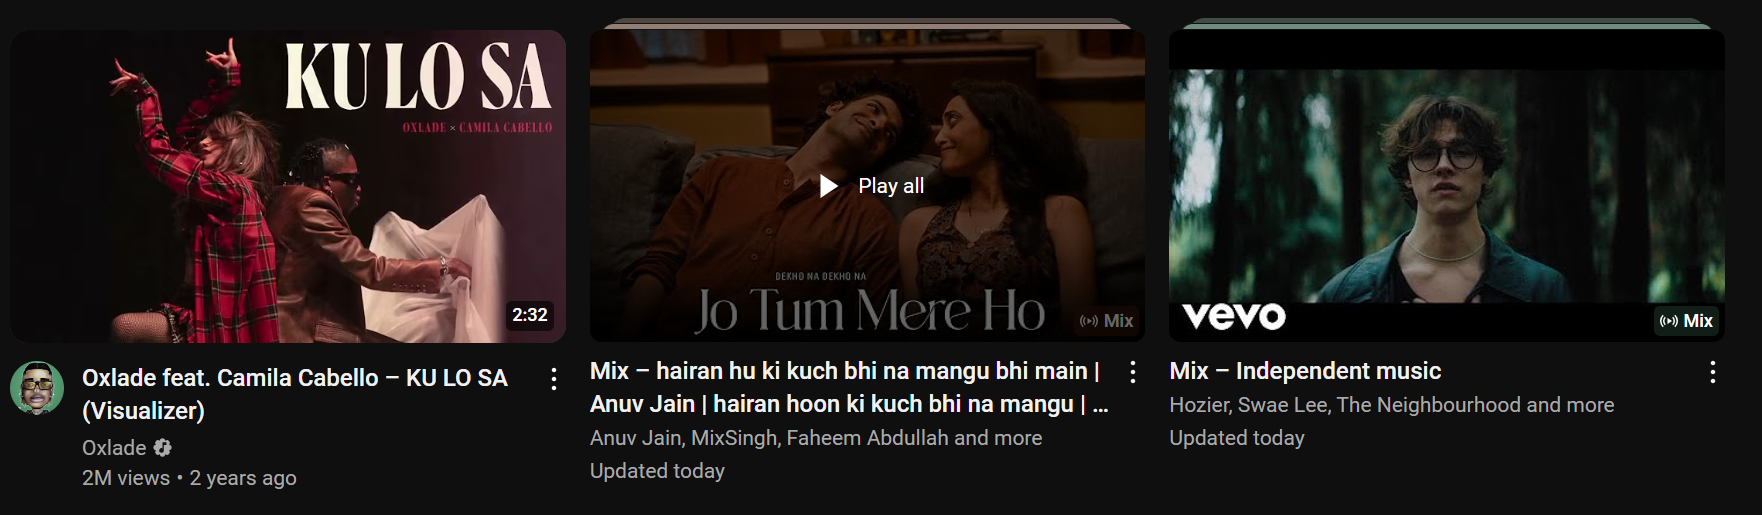 KU LO SA
OXLADE × CAMILA CABELLO
2:32
Oxlade feat. Camila Cabello – KU LO SA
(Visualizer)
Oxlade
2M views • 2 years ago
Play all
DEKHO NA DEKHO NA
Jo Tum Mere Ho
Mix
Mix – hairan hu ki kuch bhi na mangu bhi main |
Anuv Jain | hairan hoon ki kuch bhi na mangu | ...
Anuv Jain, MixSingh, Faheem Abdullah and more
Updated today
vevo
Mix
Mix – Independent music
Hozier, Swae Lee, The Neighbourhood and more
Updated today